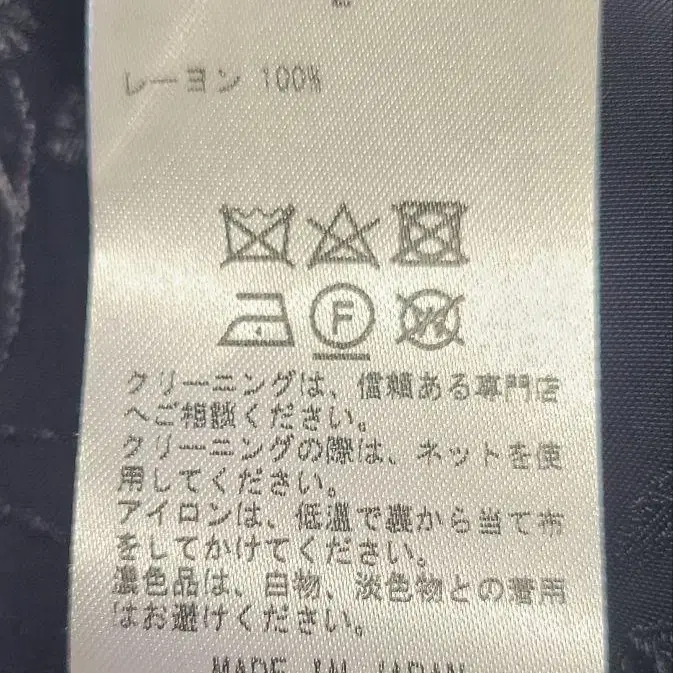 レーヨン 100%
F
W
クリーニングは、信頼ある専門店
へご相談ください。
クリーニングの際は、ネットを使
用してください。
アイロンは、低温で裏から当て布
をしてかけてください。
濃色品は、白物、淡色物との着用
はお避けください。
MADE IN JAPAN